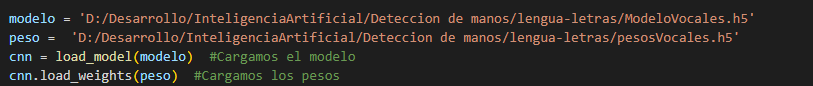 modelo = 'D:/Desarrollo/InteligenciaArtificial/Deteccion de manos/lengua-letras/ModeloVocales.h5'
peso =  'D:/Desarrollo/InteligenciaArtificial/Deteccion de manos/lengua-letras/pesosVocales.h5'
cnn = load_model(modelo)  #Cargamos el modelo
cnn.load_weights(peso)  #Cargamos los pesos